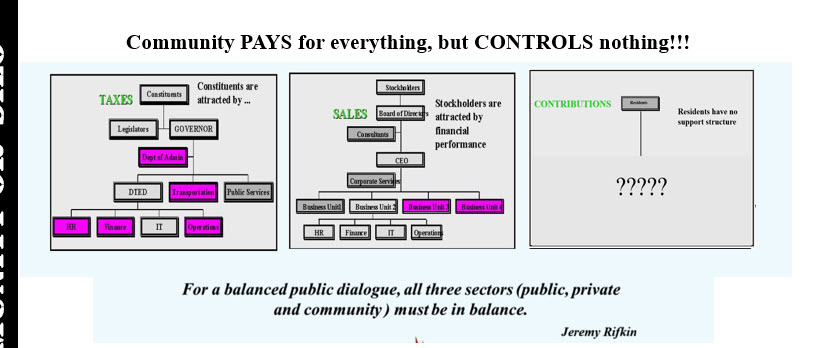 Community PAYS for everything, but CONTROLS nothing!!!
TAXES
Constituents
Constituents are
attracted by ...
Legislators
GOVERNOR
Dept of Admin
DTED
Transportation
Public Services
HR
Finance
IT
Operations
Stockholders
SALES
Board of Directors
Stockholders are
attracted by
financial
performance
Consultants
CEO
Corporate Services
Business Unit1
Business Unit 2
Business Unit 3
Business Unit 4
HR
Finance
IT
Operations
CONTRIBUTIONS
Residents
Residents have no
support structure
?????
For a balanced public dialogue, all three sectors (public, private
and community ) must be in balance.
Jeremy Rifkin